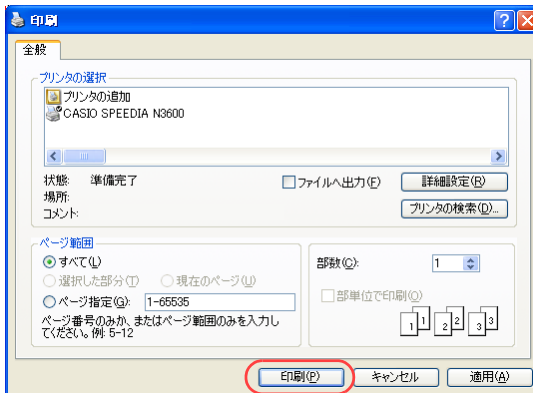 印刷
全般
プリンタの選択
プリンタの追加
CASIO SPEEDIA N3600
状態: 準備完了
場所:
コメント:
ファイルへ出力(F)
詳細設定(R)
プリンタの検索(D)...
ページ範囲
すべて(L)
選択した部分(T) 現在のページ(U)
ページ指定(G): 1-65535
ページ番号のみか、またはページ範囲のみを入力し
てください。例: 5-12
部数(C): 1
部単位で印刷(O)
1 1 2 2 3 3
印刷(P) キャンセル 適用(A)